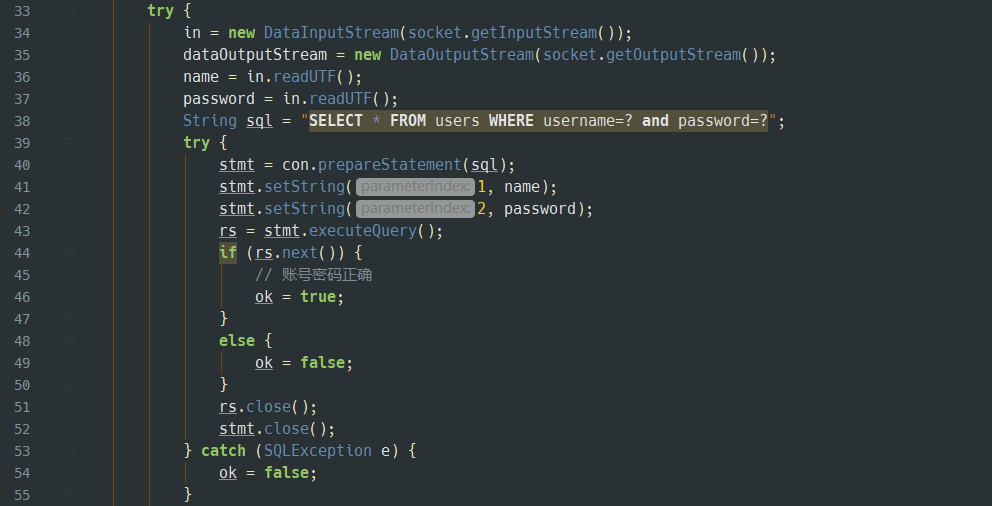 33 try {
34 in = new DataInputStream(socket.getInputStream());
35 dataOutputStream = new DataOutputStream(socket.getOutputStream());
36 name = in.readUTF();
37 password = in.readUTF();
38 String sql = "SELECT * FROM users WHERE username=? and password=?";
39 try {
40 stmt = con.prepareStatement(sql);
41 stmt.setString( parameterIndex: 1, name);
42 stmt.setString( parameterIndex: 2, password);
43 rs = stmt.executeQuery();
44 if (rs.next()) {
45 // 账号密码正确
46 ok = true;
47 }
48 else {
49 ok = false;
50 }
51 rs.close();
52 stmt.close();
53 } catch (SQLException e) {
54 ok = false;
55 }